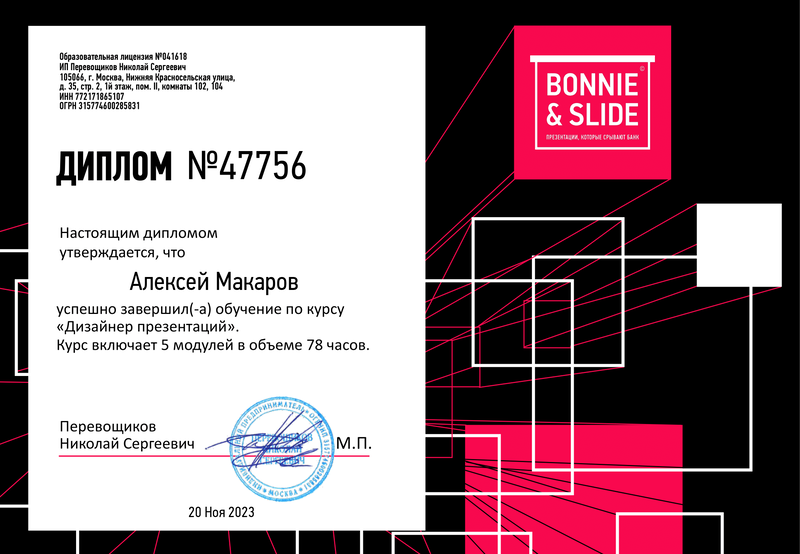 Образовательная лицензия №041618
ИП Перевощиков Николай Сергеевич
105066, г. Москва, Нижняя Красносельская улица,
д. 35, стр. 2, 1й этаж, пом. II, комнаты 102, 104
ИНН 772171865107
ОГРН 315774600285831
BONNIE ©
& SLIDE
ПРЕЗЕНТАЦИИ, КОТОРЫЕ СРЫВАЮТ БАНК
ДИПЛОМ №47756
Настоящим дипломом
утверждается, что
Алексей Макаров
успешно завершил(-а) обучение по курсу
«Дизайнер презентаций».
Курс включает 5 модулей в объеме 78 часов.
Перевощиков
Николай Сергеевич
М.П.
ПЕРЕВОЩИКОВ
НИКОЛАЙ
СЕРГЕЕВИЧ
МОСКВА
20 Ноя 2023